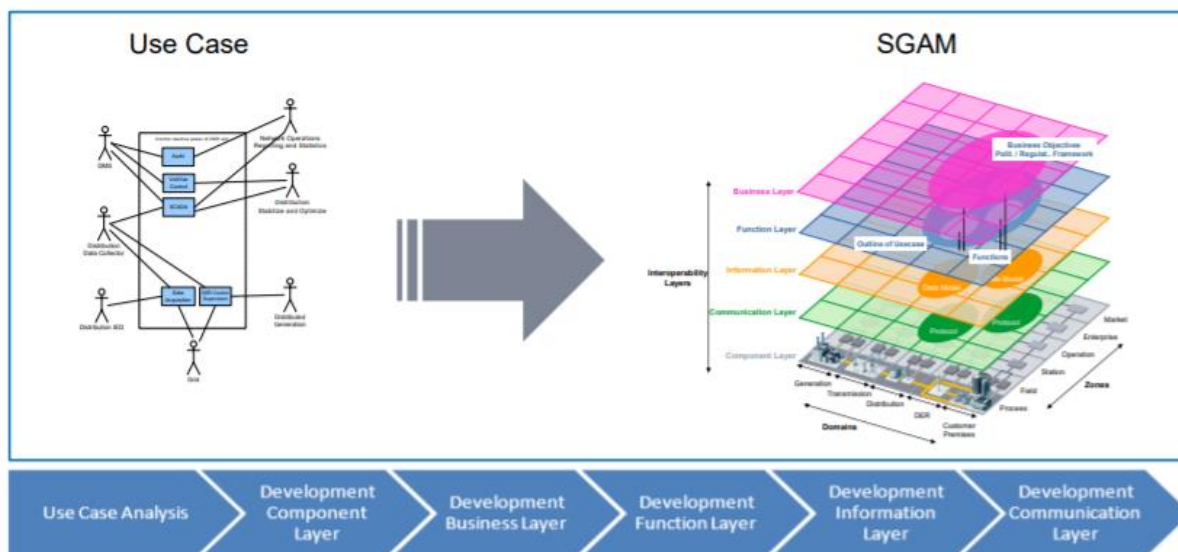 Use Case
SGAM
DMS
Network Operations
Reporting and Statistics
Volt/Var
Control
SCADA
Distribution
Stabilize and Optimize
Distribution
Data Collector
Data
Acquisition
Distribution IED
Distributed
Generation
Grid
Business Objectives
Polit. / Regulat.. Framework
Business Layer
Function Layer
Outline of Usecase
Functions
Interoperability
Layers
Information Layer
Data Model
Communication Layer
Protocol
Protocol
Component Layer
Market
Enterprise
Operation
Station
Field
Process
Zones
Generation
Transmission
Distribution
DER
Customer
Premises
Domains
Use Case Analysis
Development
Component
Layer
Development
Business Layer
Development
Function Layer
Development
Information
Layer
Development
Communication
Layer